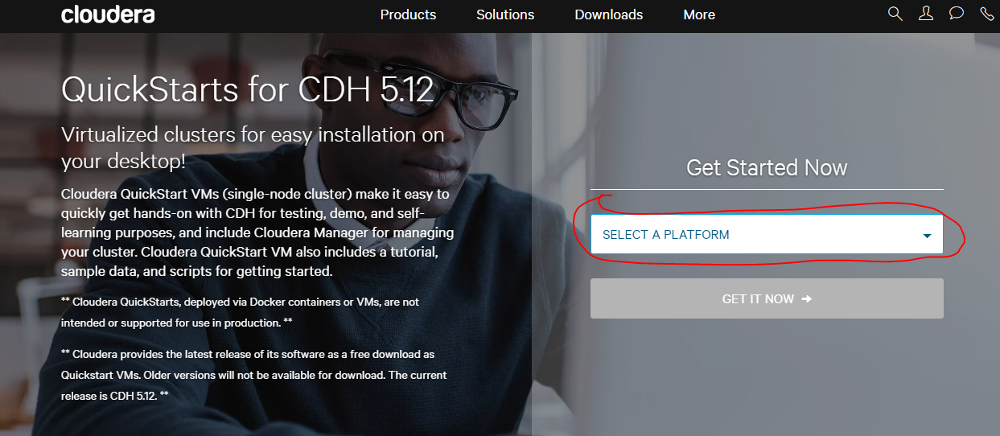 cloudera
Products
Solutions
Downloads
More
QuickStarts for CDH 5.12
Virtualized clusters for easy installation on
your desktop!
Cloudera QuickStart VMs (single-node cluster) make it easy to
quickly get hands-on with CDH for testing, demo, and self-
learning purposes, and include Cloudera Manager for managing
your cluster. Cloudera QuickStart VM also includes a tutorial,
sample data, and scripts for getting started.
** Cloudera QuickStarts, deployed via Docker containers or VMs, are not
intended or supported for use in production. **
** Cloudera provides the latest release of its software as a free download as
Quickstart VMs. Older versions will not be available for download. The current
release is CDH 5.12. **
Get Started Now
SELECT A PLATFORM
GET IT NOW ➔